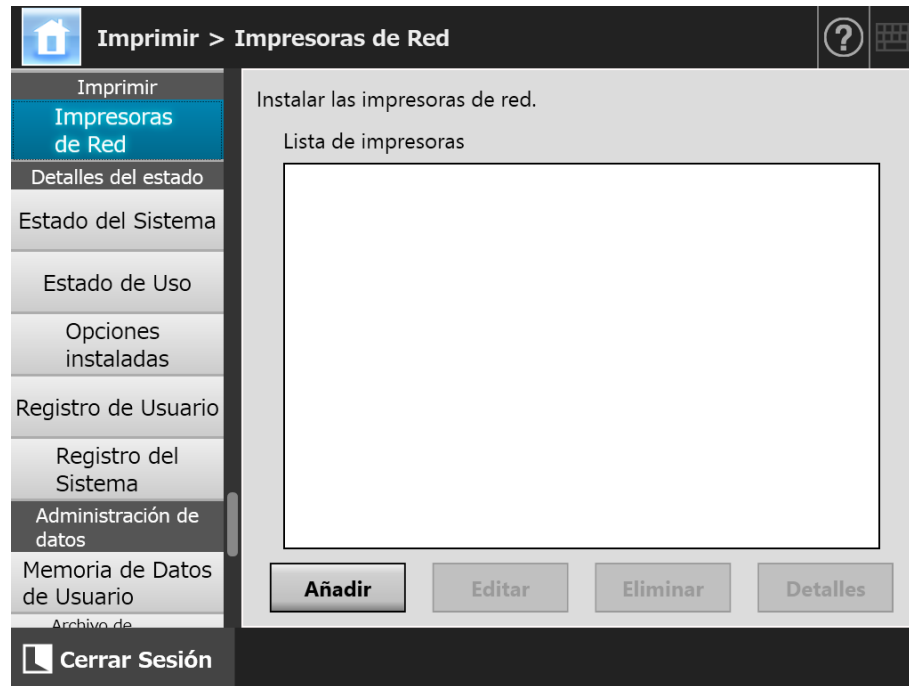 Imprimir > Impresoras de Red
?
Imprimir
Impresoras
de Red
Detalles del estado
Estado del Sistema
Estado de Uso
Opciones
instaladas
Registro de Usuario
Registro del
Sistema
Administración de
datos
Memoria de Datos
de Usuario
Archivo de
Cerrar Sesión
Instalar las impresoras de red.
Lista de impresoras
Añadir
Editar
Eliminar
Detalles